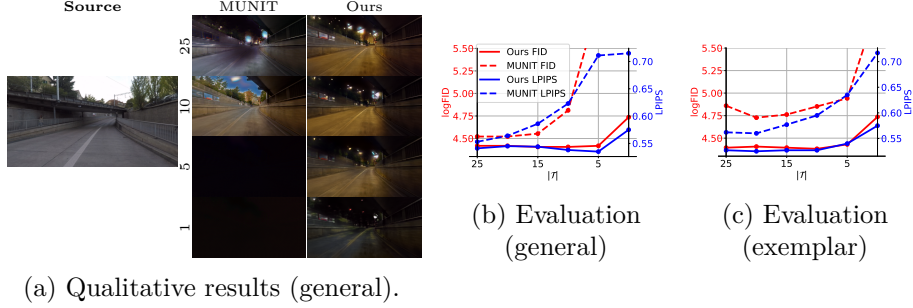 Source
MUNIT
Ours
25
10
5
1
(a) Qualitative results (general).
Ours FID
MUNIT FID
Ours LPIPS
MUNIT LPIPS
logFID
5.50
5.25
5.00
4.75
4.50
0.70
0.65
0.60
0.55
LPIPS
25
15
5
|T|
(b) Evaluation
(general)
logFID
5.50
5.25
5.00
4.75
4.50
0.70
0.65
0.60
0.55
LPIPS
25
15
5
|T|
(c) Evaluation
(exemplar)